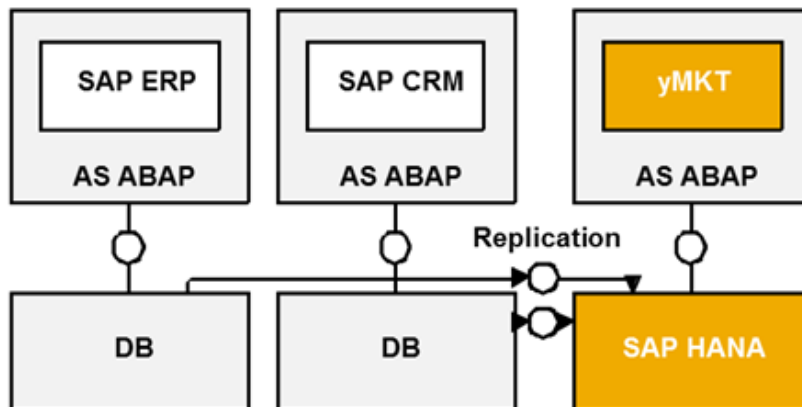 SAP ERP
SAP CRM
yMKT
AS ABAP
AS ABAP
AS ABAP
Replication
DB
DB
SAP HANA